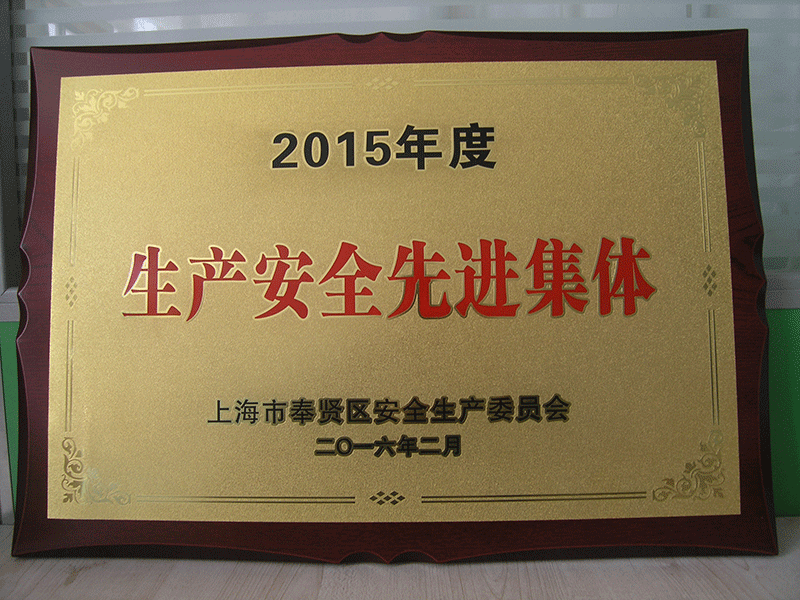 2015年度
生产安全先进集体
上海市奉贤区安全生产委员会
二〇一六年二月